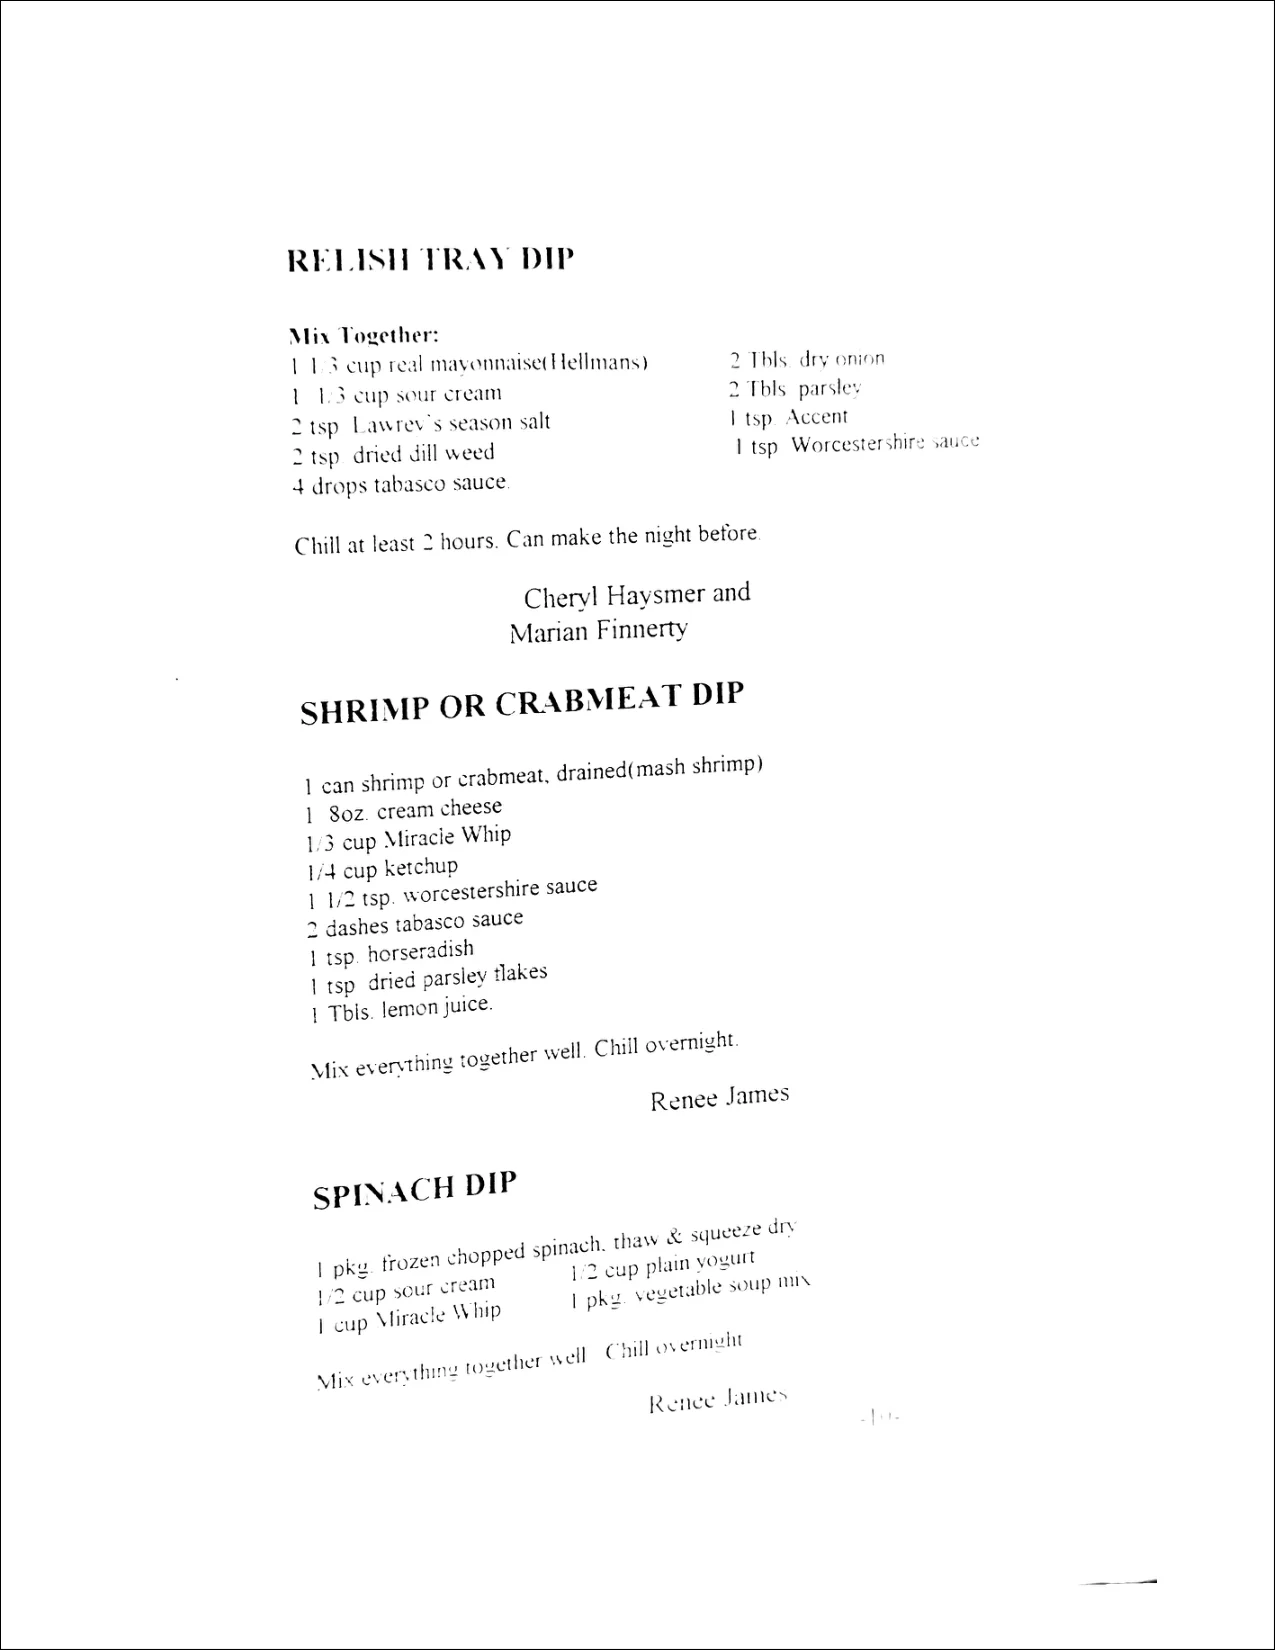 RELISH TRAY DIP
Mix Together:
1 1/3 cup real mayonnaise(Hellmans)
1 1/3 cup sour cream
2 tsp Lawrev's season salt
2 tsp dried dill weed
4 drops tabasco sauce.
2 Tbls dry onion
2 Tbls parsley
1 tsp. Accent
1 tsp Worcestershire sauce
Chill at least 2 hours. Can make the night before.
Cheryl Haysmer and
Marian Finnerty
SHRIMP OR CRABMEAT DIP
1 can shrimp or crabmeat, drained(mash shrimp)
1 8oz. cream cheese
1/3 cup Miracle Whip
1/4 cup ketchup
1 1/2 tsp. worcestershire sauce
2 dashes tabasco sauce
1 tsp. horseradish
1 tsp dried parsley flakes
1 Tbls. lemon juice.
Mix everything together well. Chill overnight.
Renee James
SPINACH DIP
1 pkg. frozen chopped spinach, thaw & squeeze dry
1/2 cup sour cream 1/2 cup plain yogurt
1 cup Miracle Whip 1 pkg. vegetable soup mix
Mix everything together well Chill overnight
Renee James